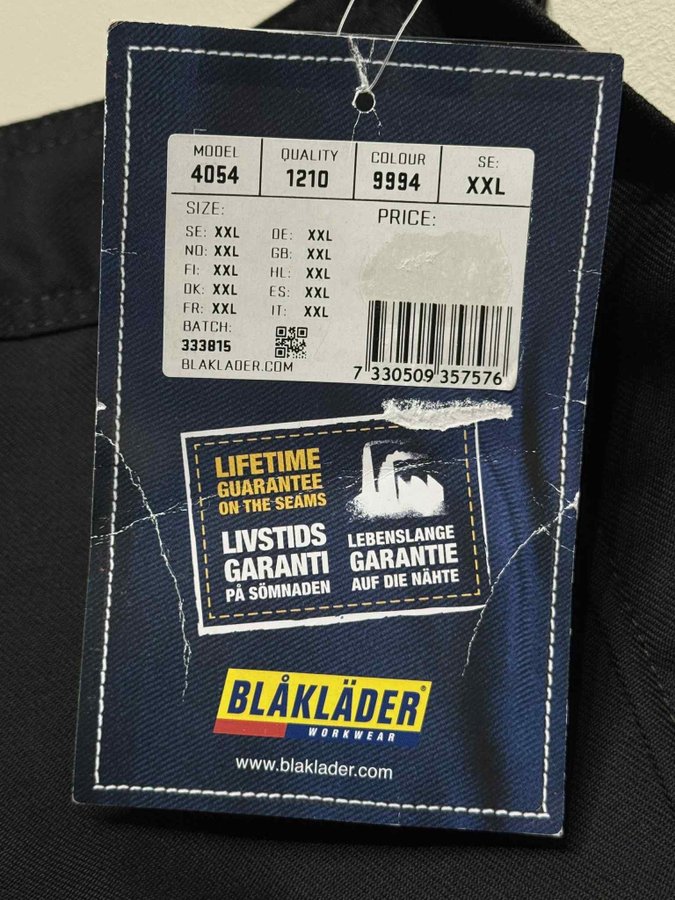 MODEL QUALITY COLOUR SE:
4054 1210 9994 XXL
SIZE: PRICE:
SE: XXL DE: XXL
NO: XXL GB: XXL
FI: XXL HL: XXL
DK: XXL ES: XXL
FR: XXL IT: XXL
BATCH:
333815
BLAKLADER.COM
7 330509 357576
LIFETIME
GUARANTEE
ON THE SEAMS
LIVSTIDS
GARANTI
PÅ SÖMNADEN
LEBENSLANGE
GARANTIE
AUF DIE NÄHTE
BLÅKLÄDER®
WORKWEAR
www.blaklader.com